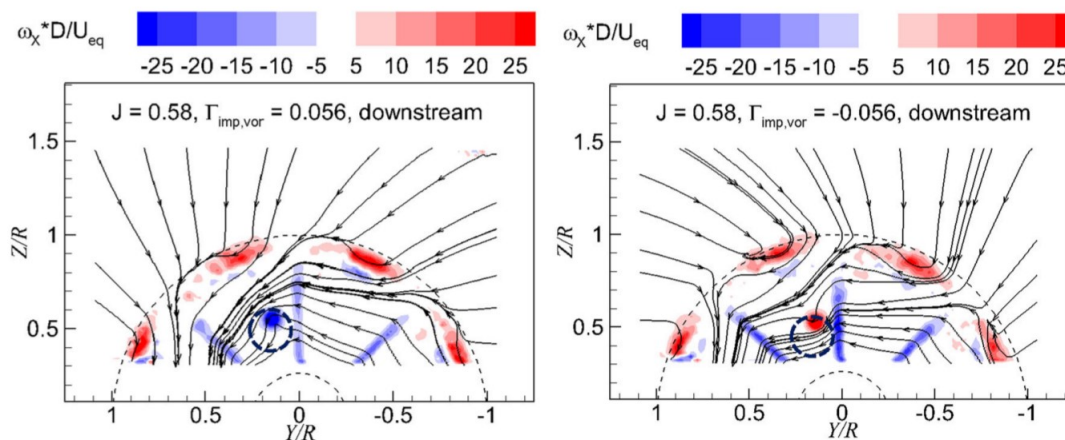 ωX*D/Ueq
-25 -20 -15 -10 -5 5 10 15 20 25
J = 0.58, Γimp,vor = 0.056, downstream
1.5
Z/R
1
0.5
1 0.5 0 -0.5 -1
Y/R
ωX*D/Ueq
-25 -20 -15 -10 -5 5 10 15 20 25
J = 0.58, Γimp,vor = -0.056, downstream
1.5
Z/R
1
0.5
1 0.5 0 -0.5 -1
Y/R